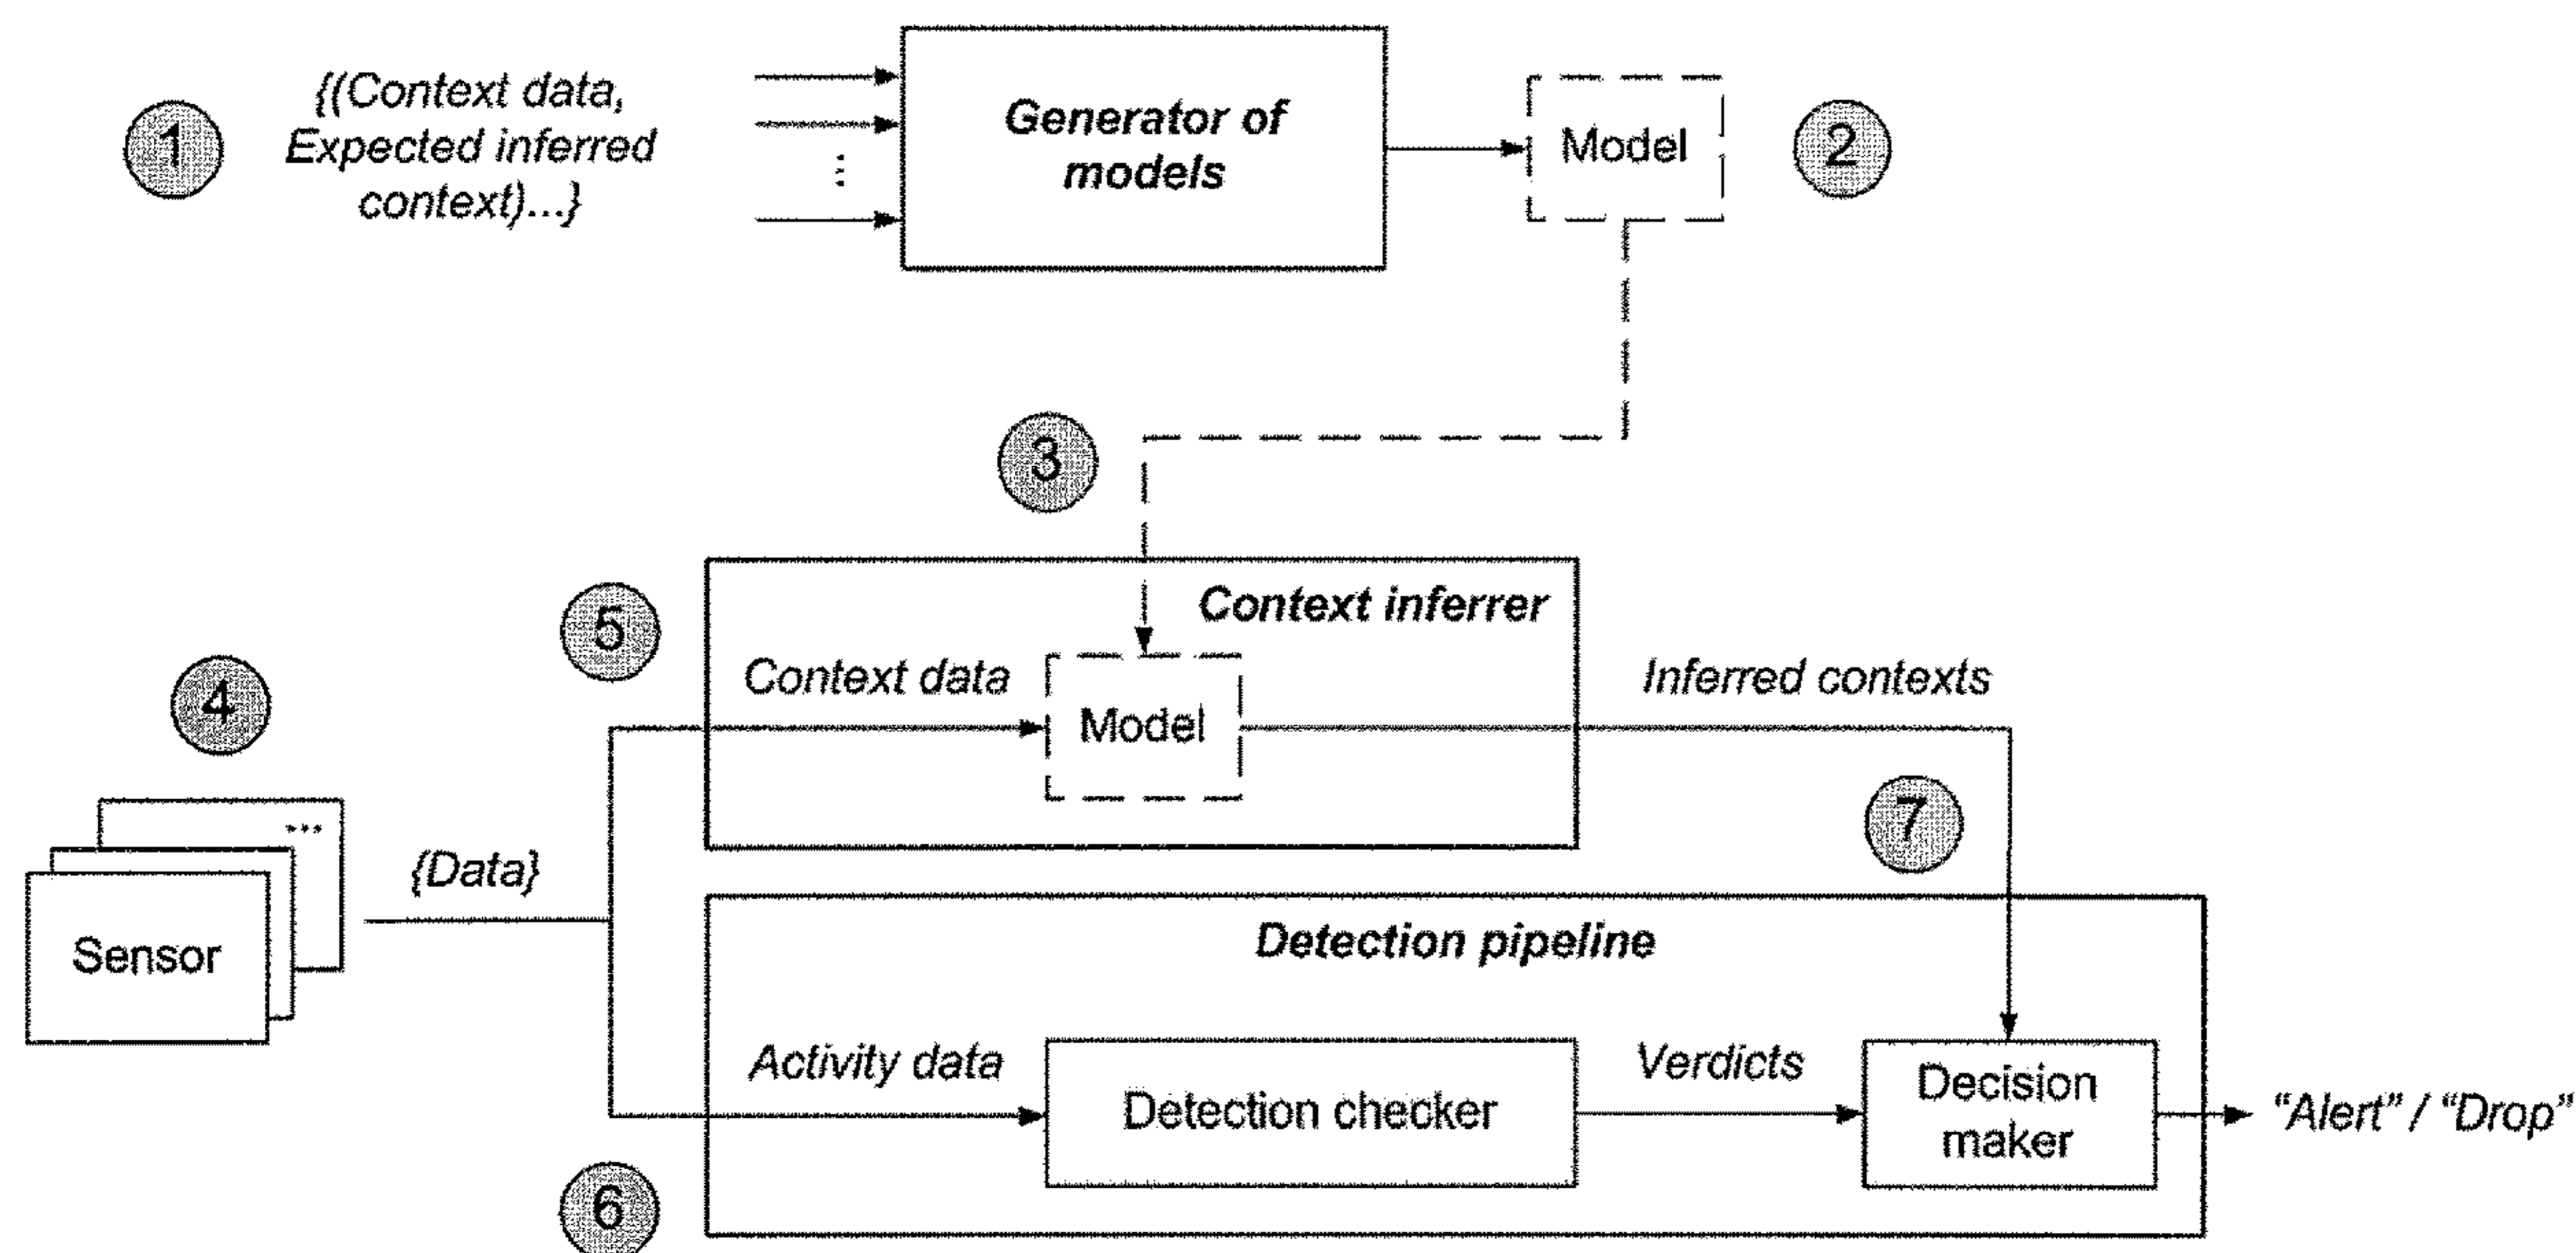 1
{(Context data,
Expected inferred
context)...}
...
Generator of
models
Model
2
3
5
Context inferrer
Context data
Model
Inferred contexts
4
...
Sensor
{Data}
7
Detection pipeline
Activity data
Detection checker
Verdicts
Decision
maker
“Alert” / “Drop”
6